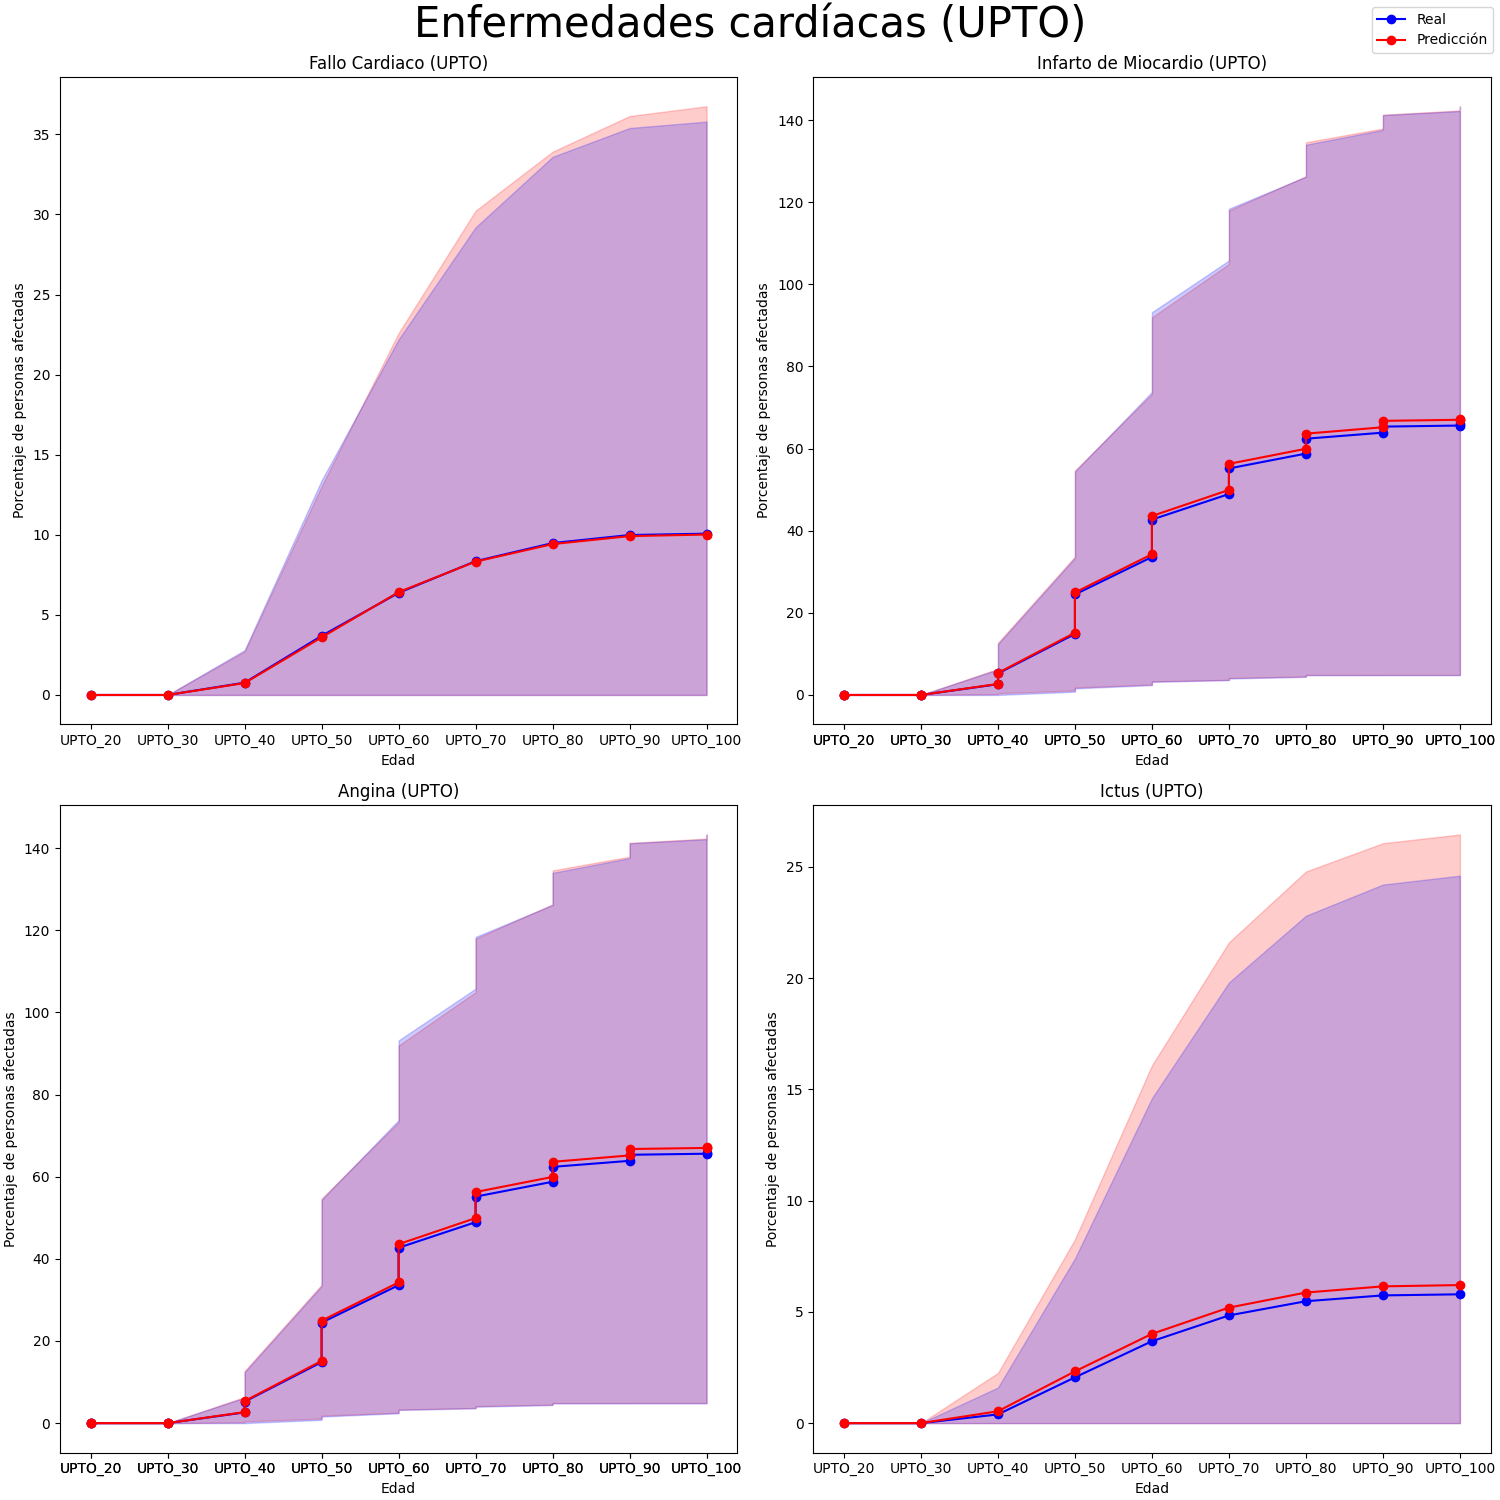 Enfermedades cardíacas (UPTO)
Real
Predicción
Fallo Cardiaco (UPTO)
Porcentaje de personas afectadas
35
30
25
20
15
10
5
0
UPTO_20 UPTO_30 UPTO_40 UPTO_50 UPTO_60 UPTO_70 UPTO_80 UPTO_90 UPTO_100
Edad
Infarto de Miocardio (UPTO)
Porcentaje de personas afectadas
140
120
100
80
60
40
20
0
UPTO_20 UPTO_30 UPTO_40 UPTO_50 UPTO_60 UPTO_70 UPTO_80 UPTO_90 UPTO_100
Edad
Angina (UPTO)
Porcentaje de personas afectadas
140
120
100
80
60
40
20
0
UPTO_20 UPTO_30 UPTO_40 UPTO_50 UPTO_60 UPTO_70 UPTO_80 UPTO_90 UPTO_100
Edad
Ictus (UPTO)
Porcentaje de personas afectadas
25
20
15
10
5
0
UPTO_20 UPTO_30 UPTO_40 UPTO_50 UPTO_60 UPTO_70 UPTO_80 UPTO_90 UPTO_100
Edad